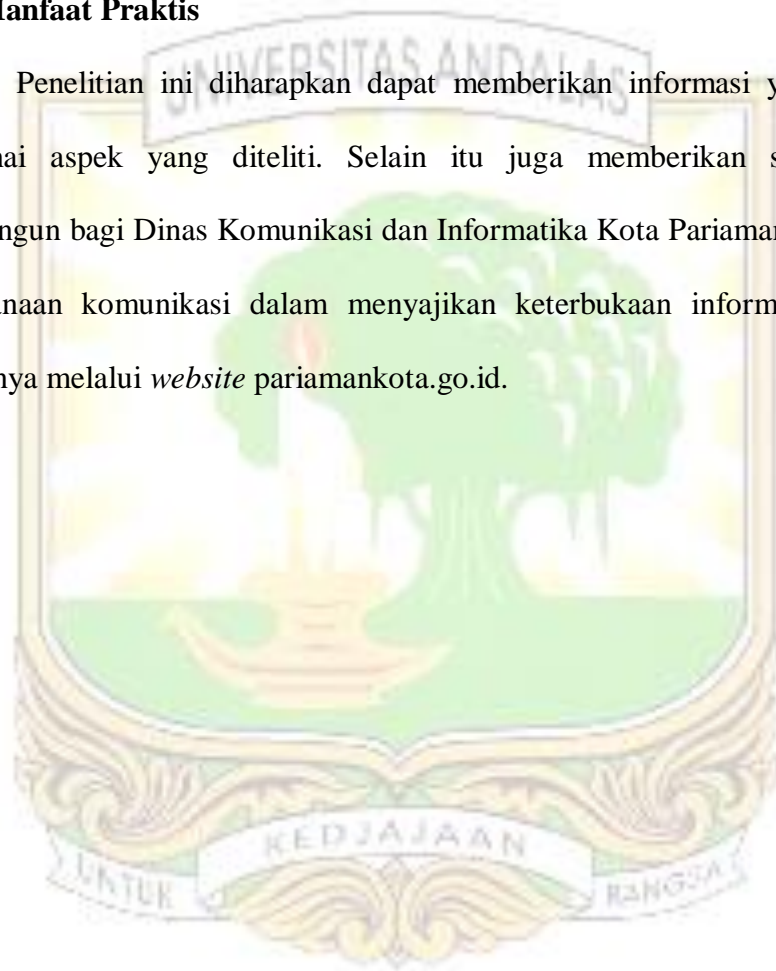 Manfaat Praktis
UNIVERSITAS ANDALAS
Penelitian ini diharapkan dapat memberikan informasi y
nai aspek yang diteliti. Selain itu juga memberikan s
ngun bagi Dinas Komunikasi dan Informatika Kota Pariaman
naan komunikasi dalam menyajikan keterbukaan inform
nya melalui website pariamankota.go.id.
KEDJAJAAN
UNTUK BANGSA